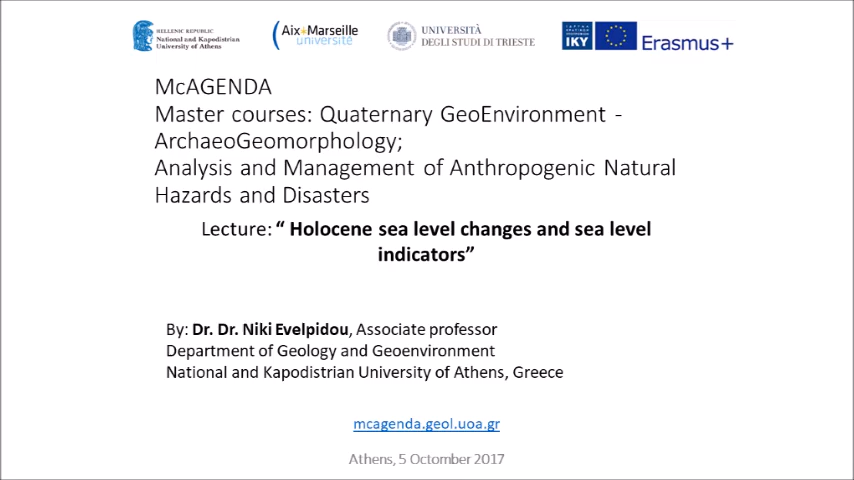 HELLENIC REPUBLIC
National and Kapodistrian
University of Athens
Aix*Marseille
université
UNIVERSITÀ
DEGLI STUDI DI TRIESTE
IKY
Erasmus+
McAGENDA
Master courses: Quaternary GeoEnvironment -
ArchaeoGeomorphology;
Analysis and Management of Anthropogenic Natural
Hazards and Disasters
Lecture: “ Holocene sea level changes and sea level
indicators”
By: Dr. Dr. Niki Evelpidou, Associate professor
Department of Geology and Geoenvironment
National and Kapodistrian University of Athens, Greece
mcagenda.geol.uoa.gr
Athens, 5 Octomber 2017